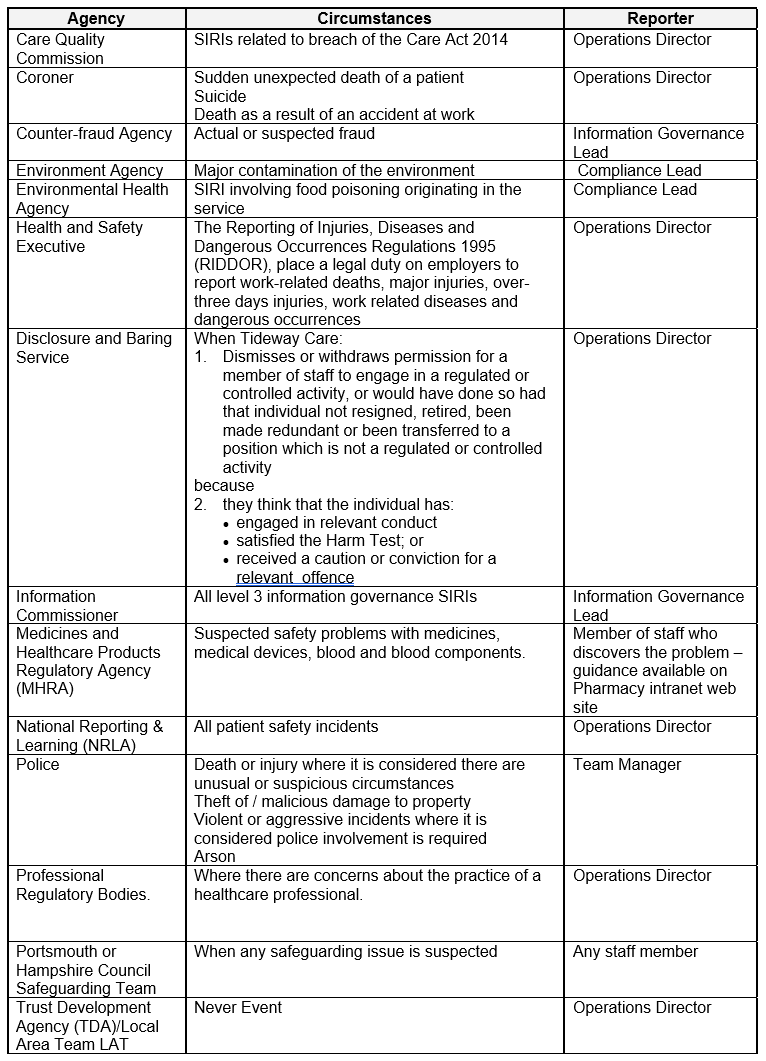 Agency Circumstances Reporter
Care Quality
Commission
SIRIs related to breach of the Care Act 2014
Operations Director
Coroner
Sudden unexpected death of a patient
Suicide
Death as a result of an accident at work
Operations Director
Counter-fraud Agency
Actual or suspected fraud
Information Governance
Lead
Environment Agency
Major contamination of the environment
Compliance Lead
Environmental Health
Agency
SIRI involving food poisoning originating in the
service
Compliance Lead
Health and Safety
Executive
The Reporting of Injuries, Diseases and
Dangerous Occurrences Regulations 1995
(RIDDOR), place a legal duty on employers to
report work-related deaths, major injuries, over-
three days injuries, work related diseases and
dangerous occurrences
Operations Director
Disclosure and Baring
Service
When Tideway Care:
1. Dismisses or withdraws permission for a
member of staff to engage in a regulated or
controlled activity, or would have done so had
that individual not resigned, retired, been
made redundant or been transferred to a
position which is not a regulated or controlled
activity
because
2. they think that the individual has:
• engaged in relevant conduct
• satisfied the Harm Test; or
• received a caution or conviction for a
relevant offence
Operations Director
Information
Commissioner
All level 3 information governance SIRIs
Information Governance
Lead
Medicines and
Healthcare Products
Regulatory Agency
(MHRA)
Suspected safety problems with medicines,
medical devices, blood and blood components.
Member of staff who
discovers the problem –
guidance available on
Pharmacy intranet web
site
National Reporting &
Learning (NRLA)
All patient safety incidents
Operations Director
Police
Death or injury where it is considered there are
unusual or suspicious circumstances
Theft of / malicious damage to property
Violent or aggressive incidents where it is
considered police involvement is required
Arson
Team Manager
Professional
Regulatory Bodies.
Where there are concerns about the practice of a
healthcare professional.
Operations Director
Portsmouth or
Hampshire Council
Safeguarding Team
When any safeguarding issue is suspected
Any staff member
Trust Development
Agency (TDA)/Local
Area Team LAT
Never Event
Operations Director